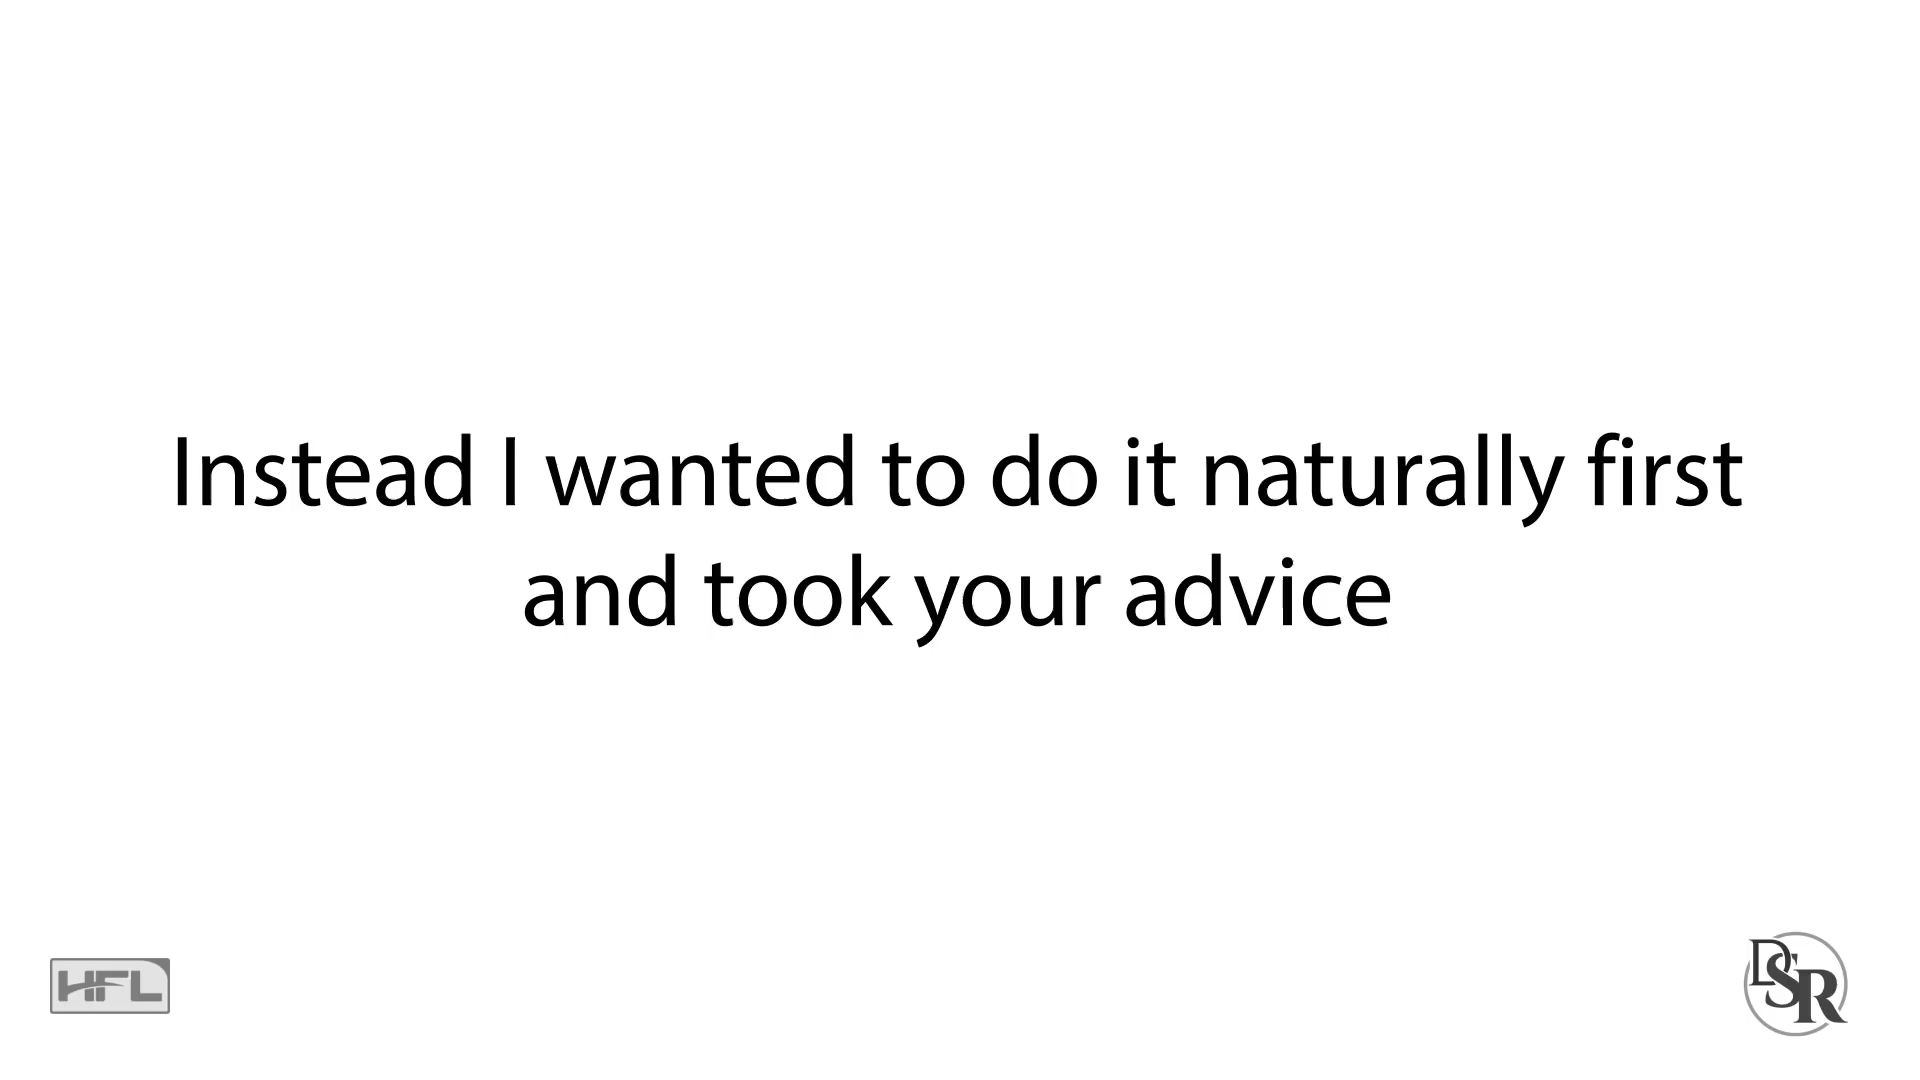 Instead I wanted to do it naturally first
and took your advice
HFL
DSR